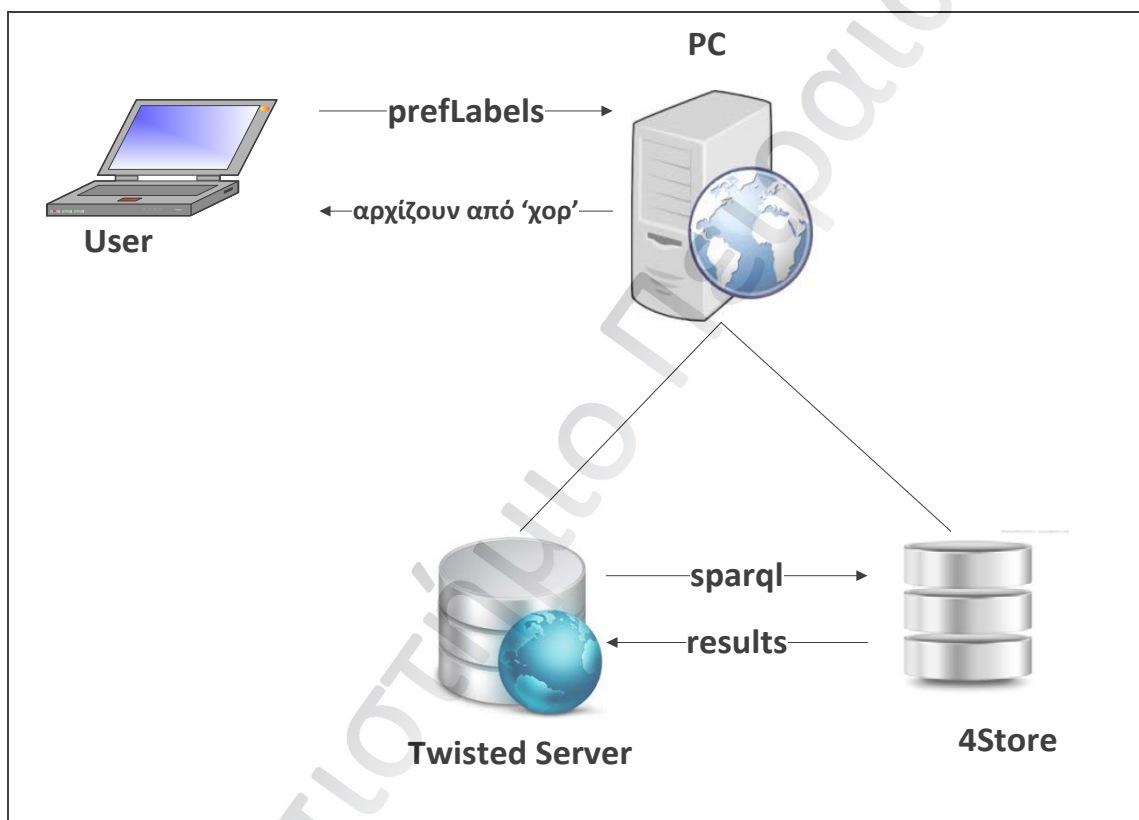 PC
prefLabels
αρχίζουν από ‘χορ’
User
sparql
results
Twisted Server
4Store